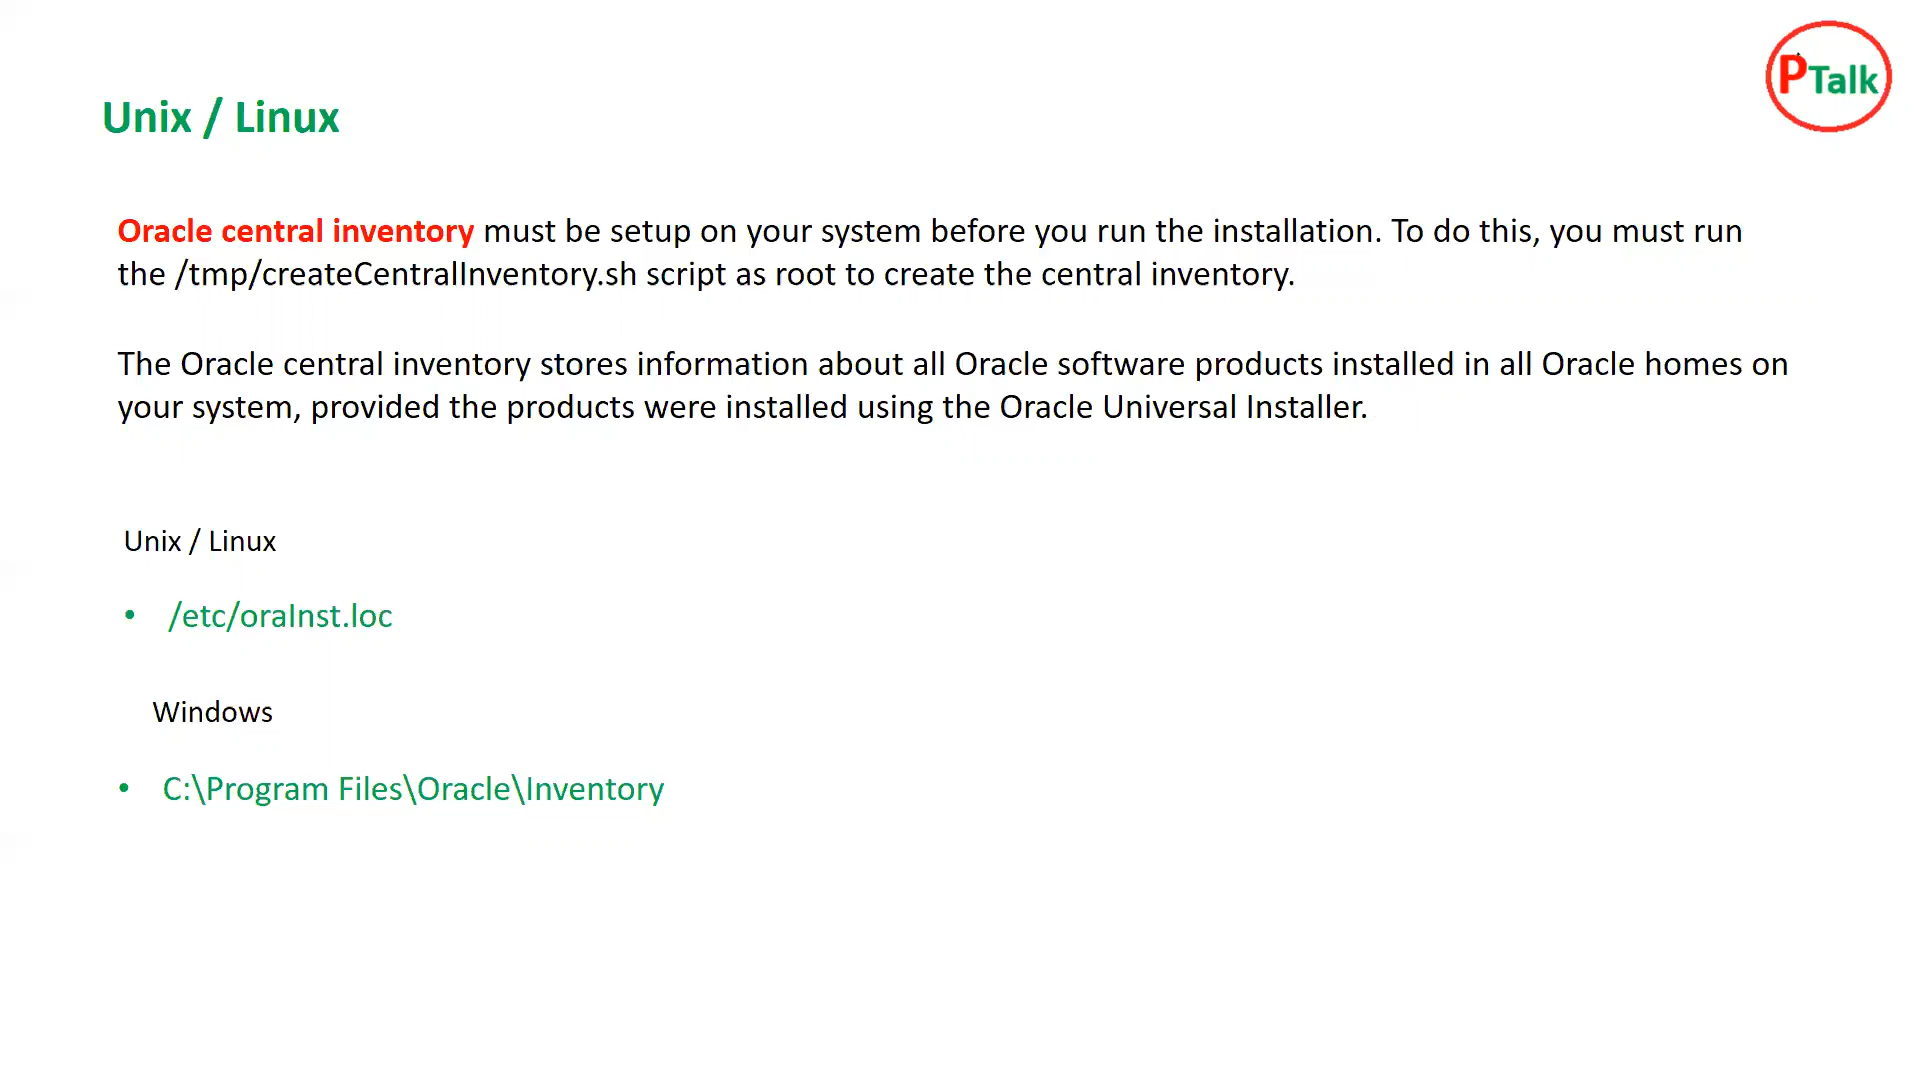 PTalk
Unix / Linux
Oracle central inventory must be setup on your system before you run the installation. To do this, you must run
the /tmp/createCentralInventory.sh script as root to create the central inventory.
The Oracle central inventory stores information about all Oracle software products installed in all Oracle homes on
your system, provided the products were installed using the Oracle Universal Installer.
Unix / Linux
• /etc/oraInst.loc
Windows
• C:\Program Files\Oracle\Inventory